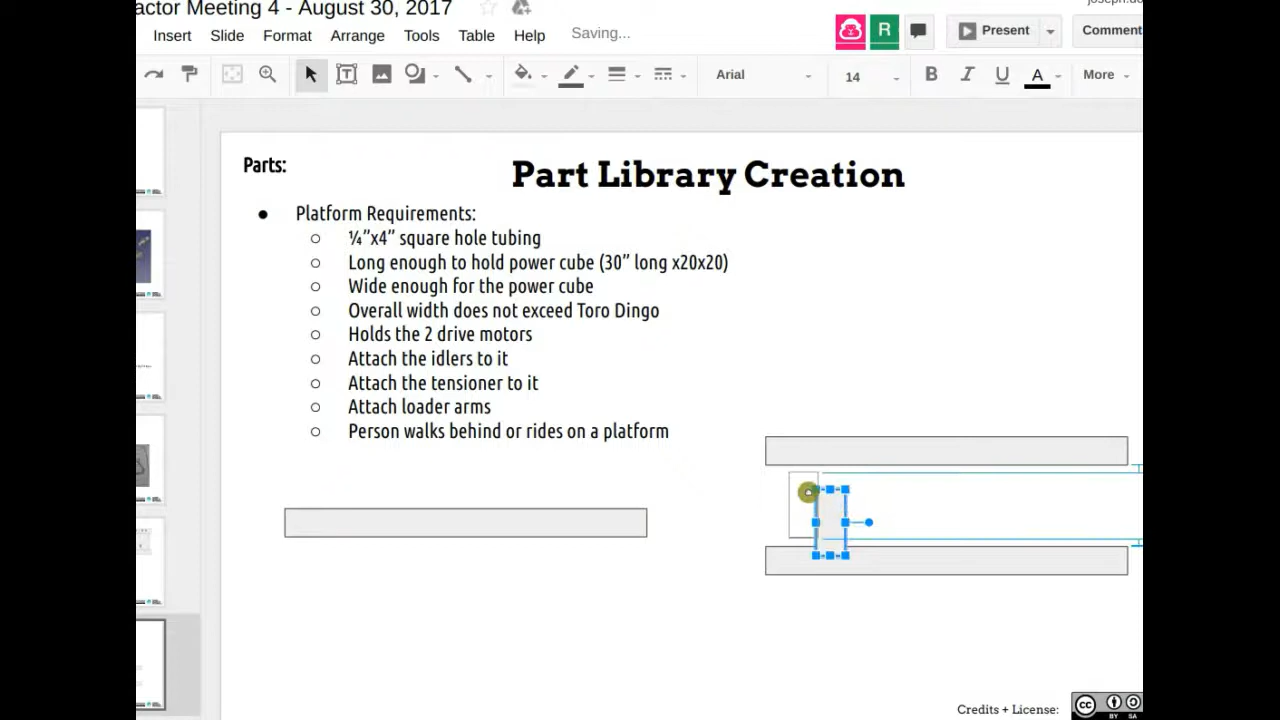 actor Meeting 4 - August 30, 2017
Insert Slide Format Arrange Tools Table Help Saving...
R Present Comment
Arial 14 B I U A More
Parts:
Part Library Creation
● Platform Requirements:
○ ¼”x4” square hole tubing
○ Long enough to hold power cube (30” long x20x20)
○ Wide enough for the power cube
○ Overall width does not exceed Toro Dingo
○ Holds the 2 drive motors
○ Attach the idlers to it
○ Attach the tensioner to it
○ Attach loader arms
○ Person walks behind or rides on a platform
Credits + License:
cc BY SA